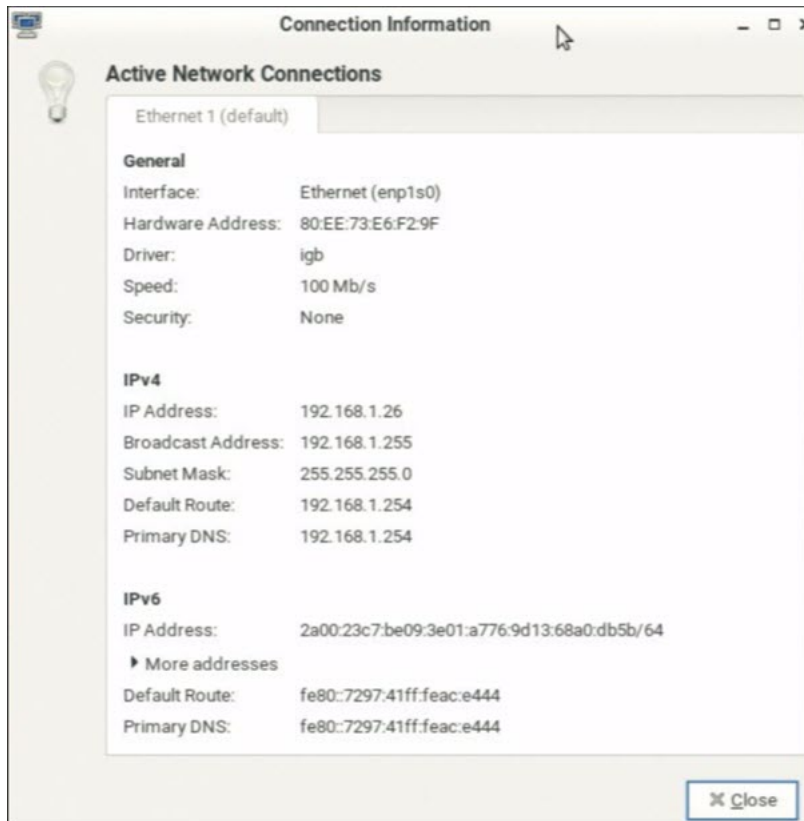 Connection Information
Active Network Connections
Ethernet 1 (default)
General
Interface: Ethernet (enp1s0)
Hardware Address: 80:EE:73:E6:F2:9F
Driver: igb
Speed: 100 Mb/s
Security: None
IPv4
IP Address: 192.168.1.26
Broadcast Address: 192.168.1.255
Subnet Mask: 255.255.255.0
Default Route: 192.168.1.254
Primary DNS: 192.168.1.254
IPv6
IP Address: 2a00:23c7:be09:3e01:a776:9d13:68a0:db5b/64
More addresses
Default Route: fe80::7297:41ff:feac:e444
Primary DNS: fe80::7297:41ff:feac:e444
Close